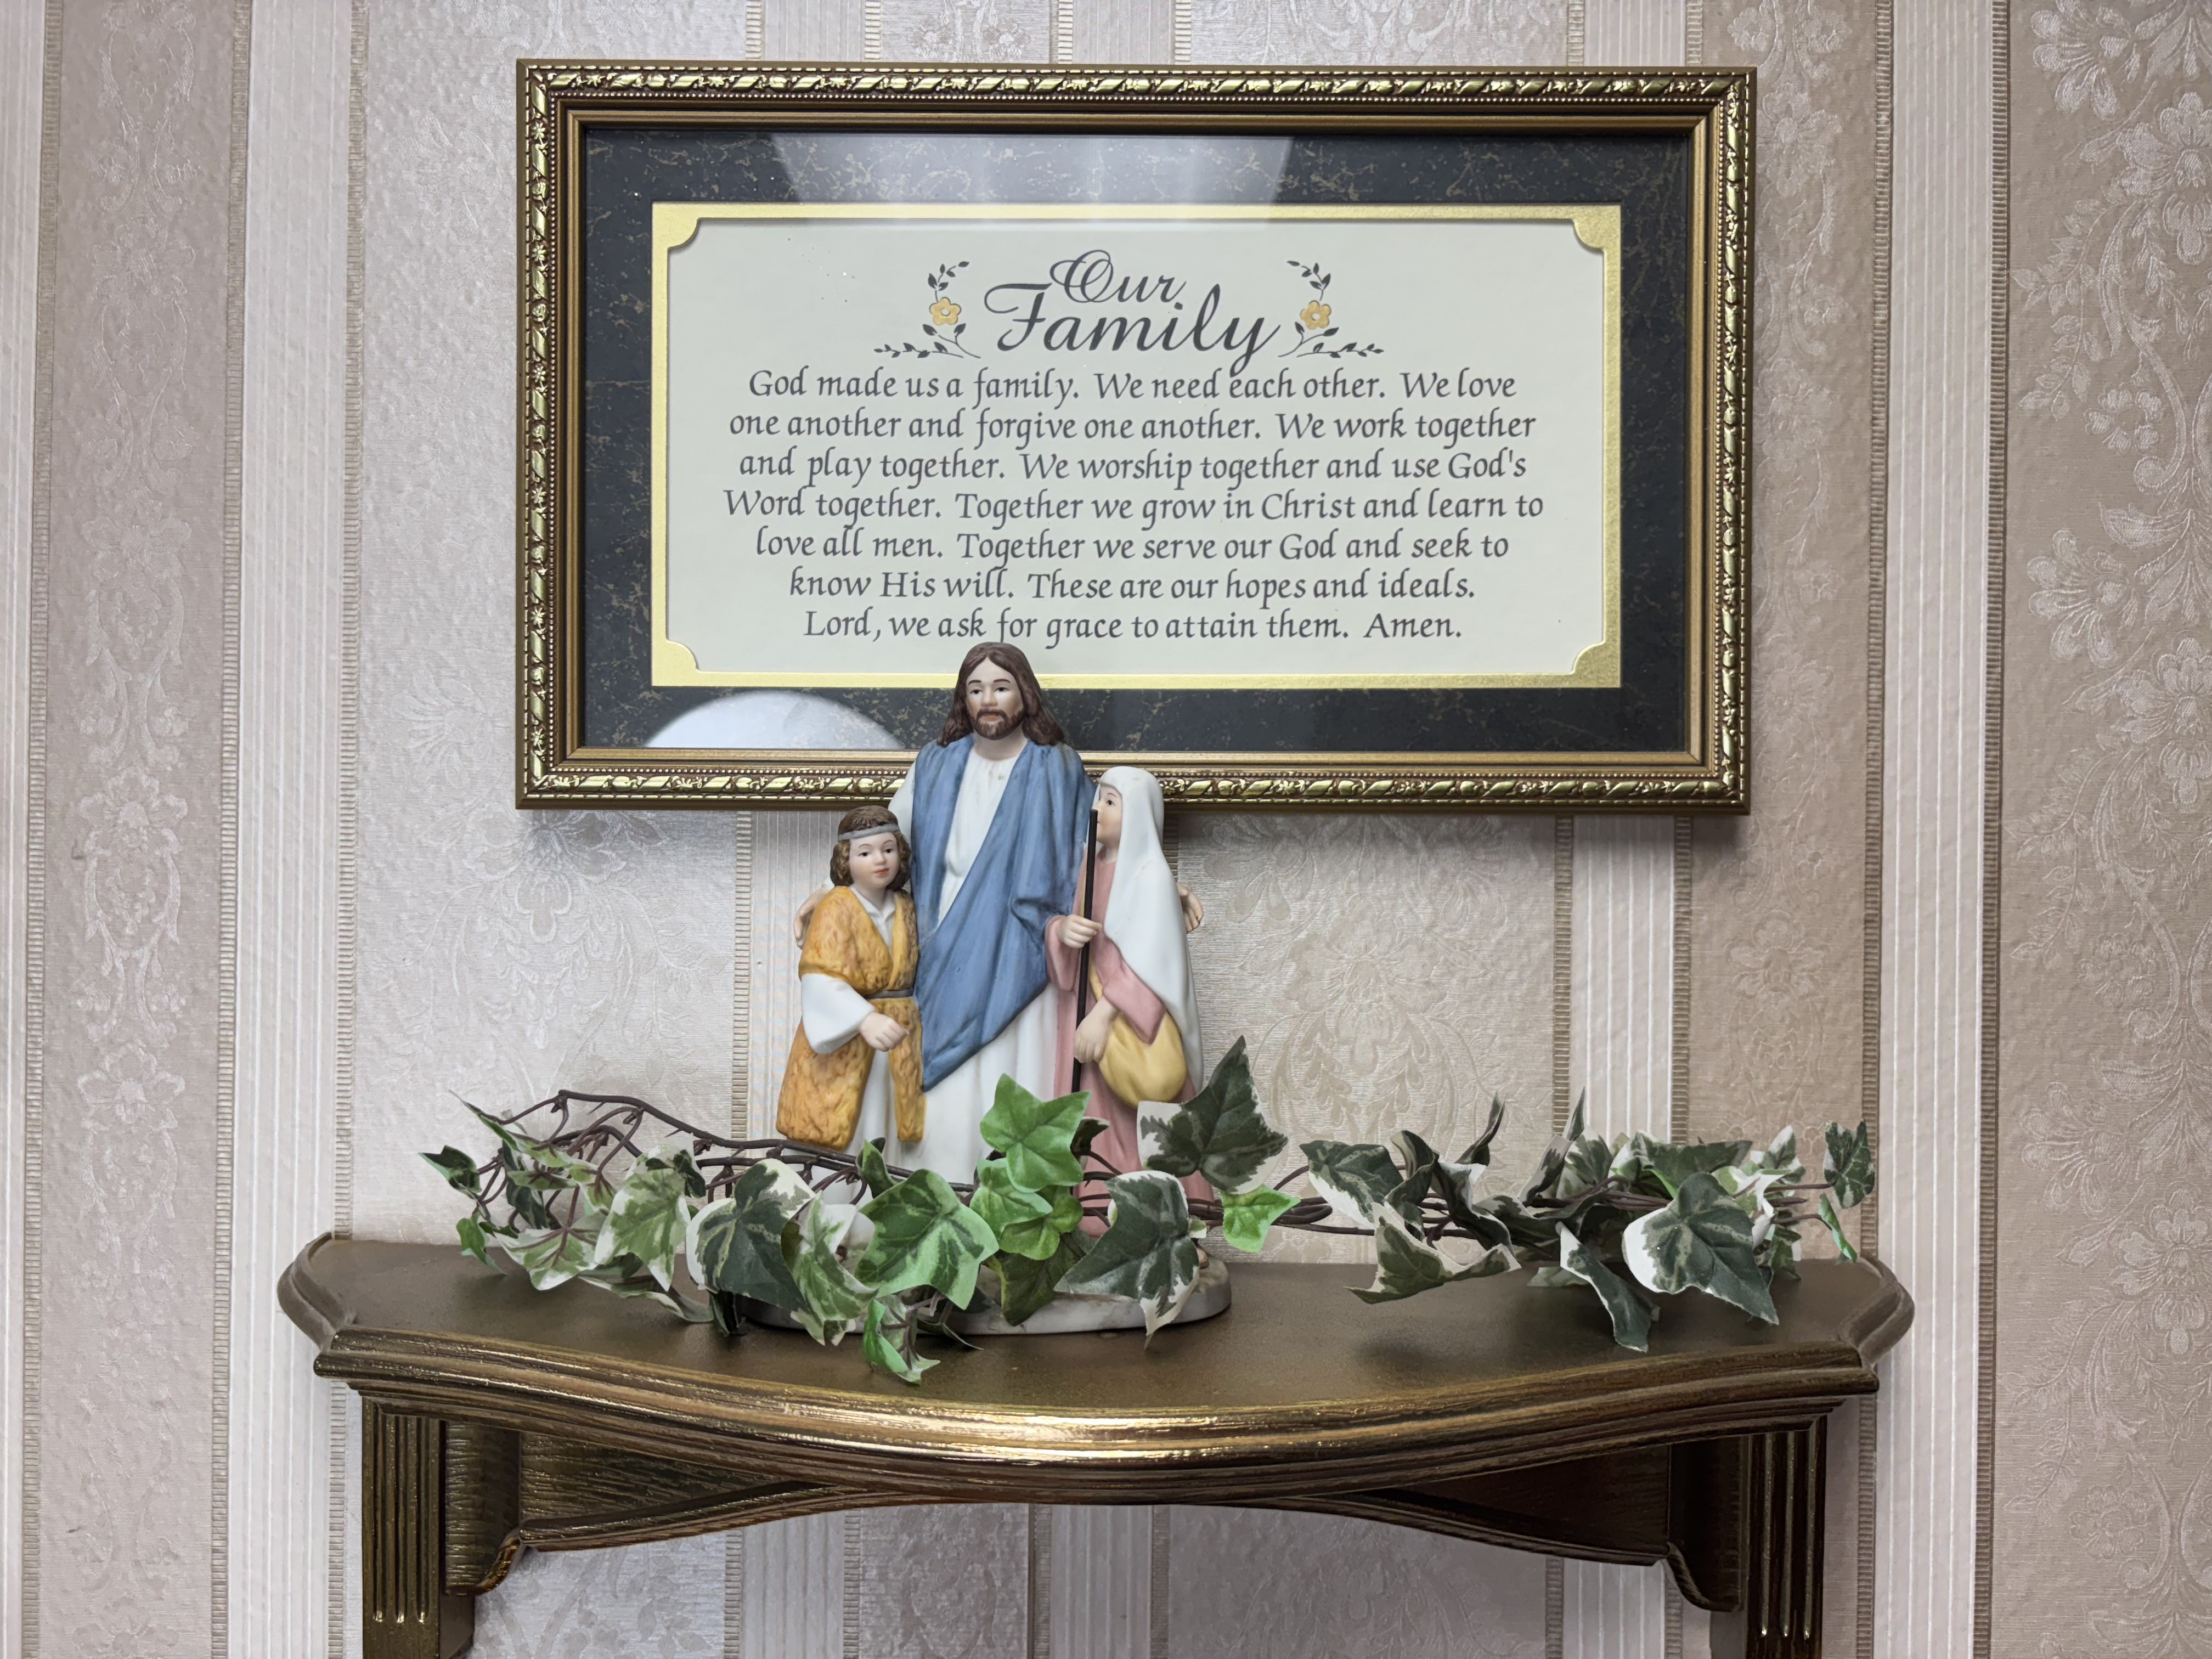 Our
Family
God made us a family. We need each other. We love
one another and forgive one another. We work together
and play together. We worship together and use God's
Word together. Together we grow in Christ and learn to
love all men. Together we serve our God and seek to
know His will. These are our hopes and ideals.
Lord, we ask for grace to attain them. Amen.